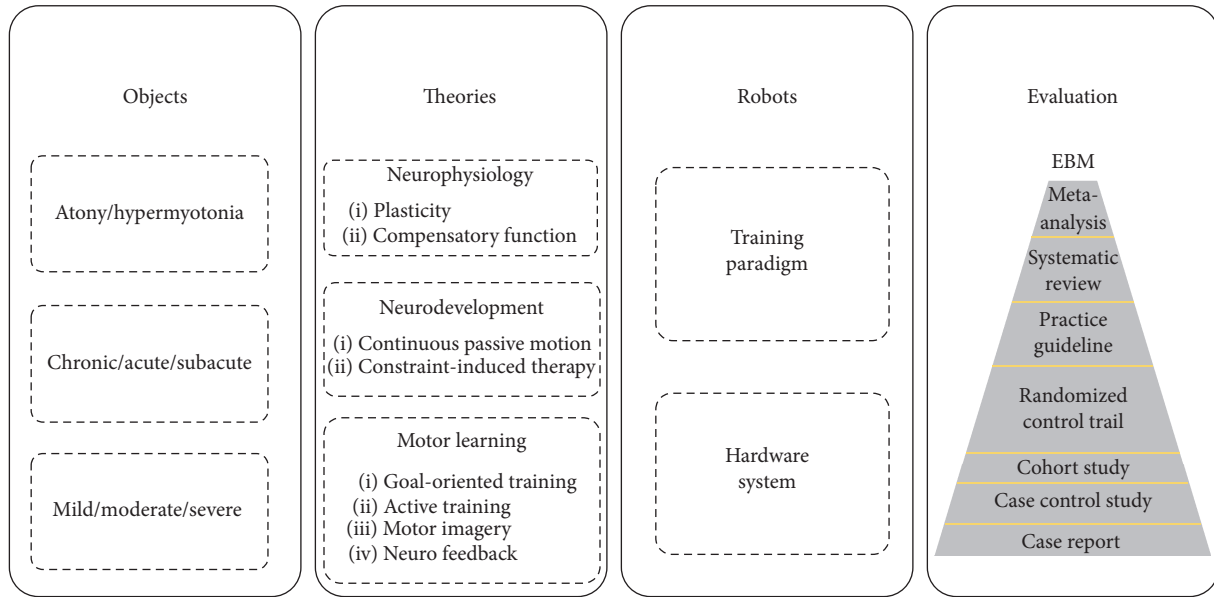 Objects
Atony/hypermyotonia
Chronic/acute/subacute
Mild/moderate/severe
Theories
Neurophysiology
(i) Plasticity
(ii) Compensatory function
Neurodevelopment
(i) Continuous passive motion
(ii) Constraint-induced therapy
Motor learning
(i) Goal-oriented training
(ii) Active training
(iii) Motor imagery
(iv) Neuro feedback
Robots
Training
paradigm
Hardware
system
Evaluation
EBM
Meta-
analysis
Systematic
review
Practice
guideline
Randomized
control trail
Cohort study
Case control study
Case report